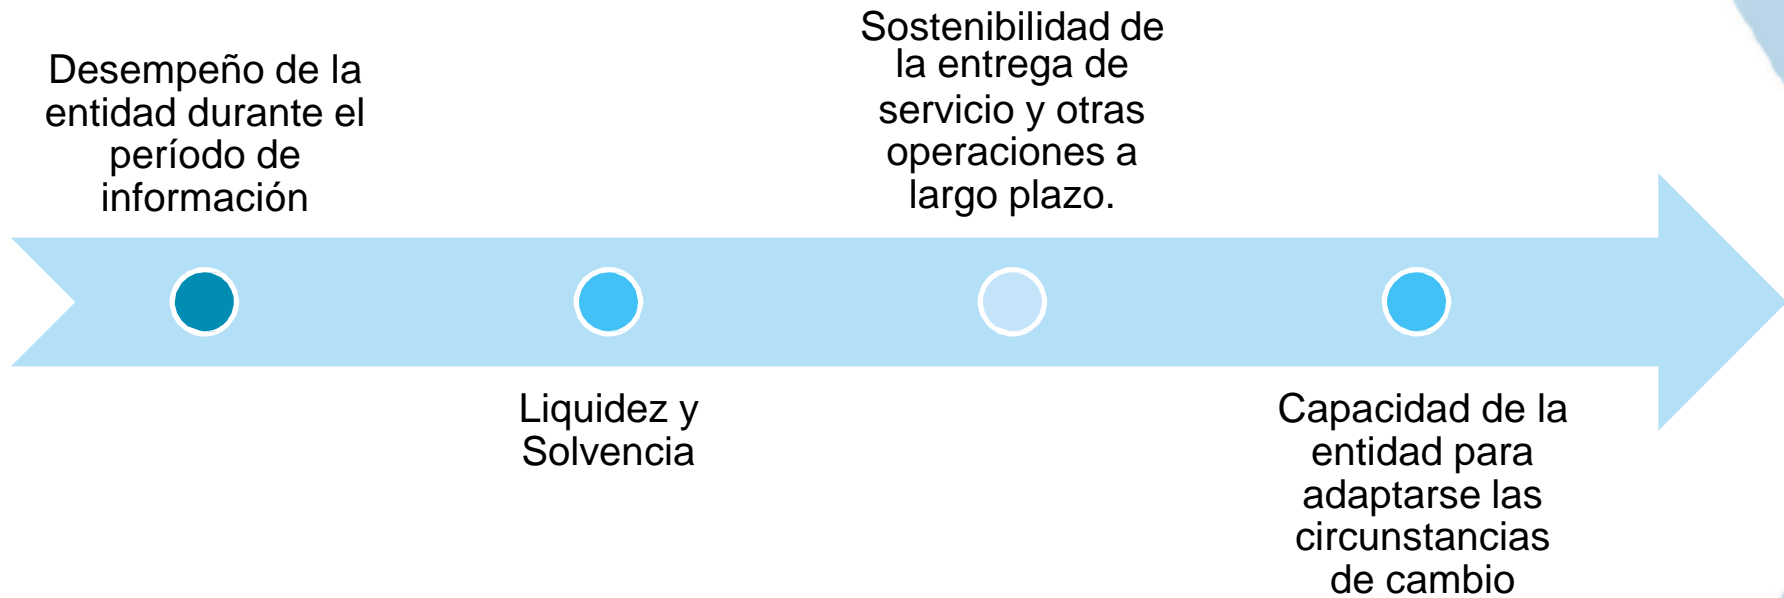 Desempeño de la
entidad durante el
período de
información
Liquidez y
Solvencia
Sostenibilidad de
la entrega de
servicio y otras
operaciones a
largo plazo.
Capacidad de la
entidad para
adaptarse las
circunstancias
de cambio